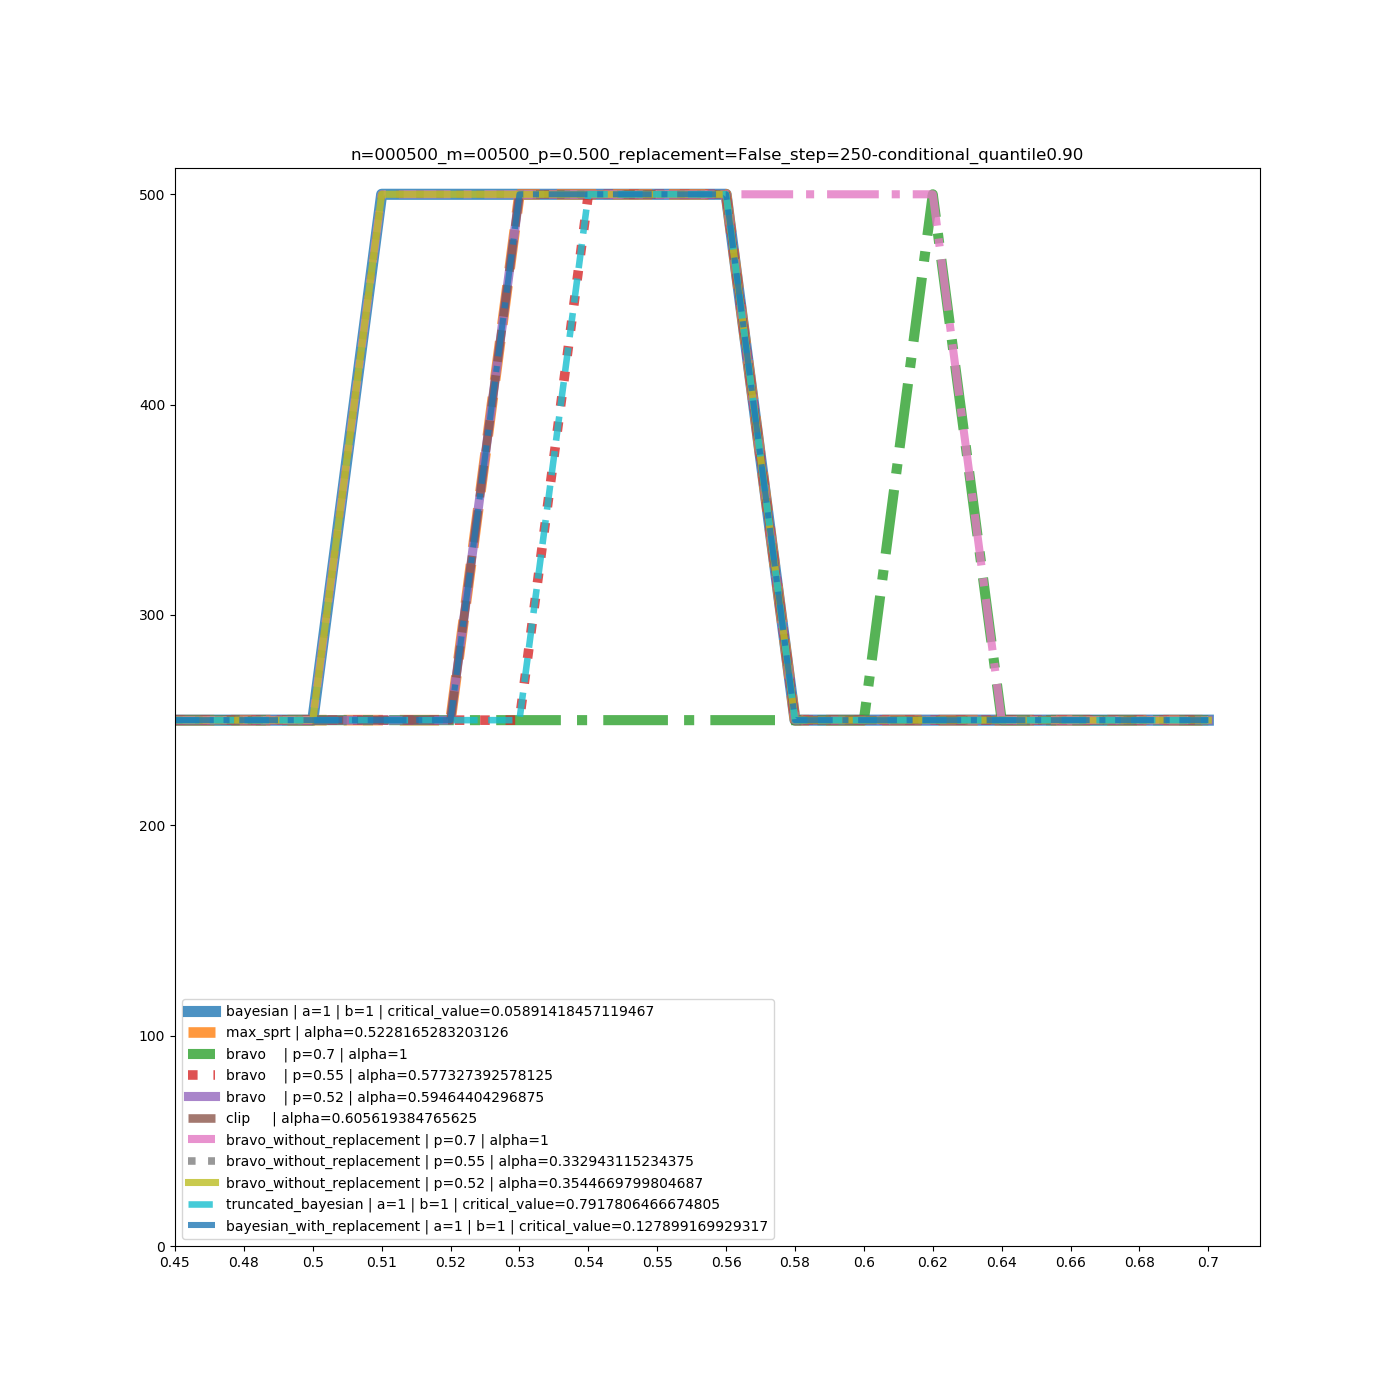 n=000500_m=00500_p=0.500_replacement=False_step=250-conditional_quantile0.90
500
400
300
200
100
0
bayesian | a=1 | b=1 | critical_value=0.05891418457119467
max_sprt | alpha=0.5228165283203126
bravo    | p=0.7 | alpha=1
bravo    | p=0.55 | alpha=0.577327392578125
bravo    | p=0.52 | alpha=0.59464404296875
clip     | alpha=0.605619384765625
bravo_without_replacement | p=0.7 | alpha=1
bravo_without_replacement | p=0.55 | alpha=0.332943115234375
bravo_without_replacement | p=0.52 | alpha=0.3544669799804687
truncated_bayesian | a=1 | b=1 | critical_value=0.7917806466674805
bayesian_with_replacement | a=1 | b=1 | critical_value=0.127899169929317
0.45 0.48 0.5 0.51 0.52 0.53 0.54 0.55 0.56 0.58 0.6 0.62 0.64 0.66 0.68 0.7